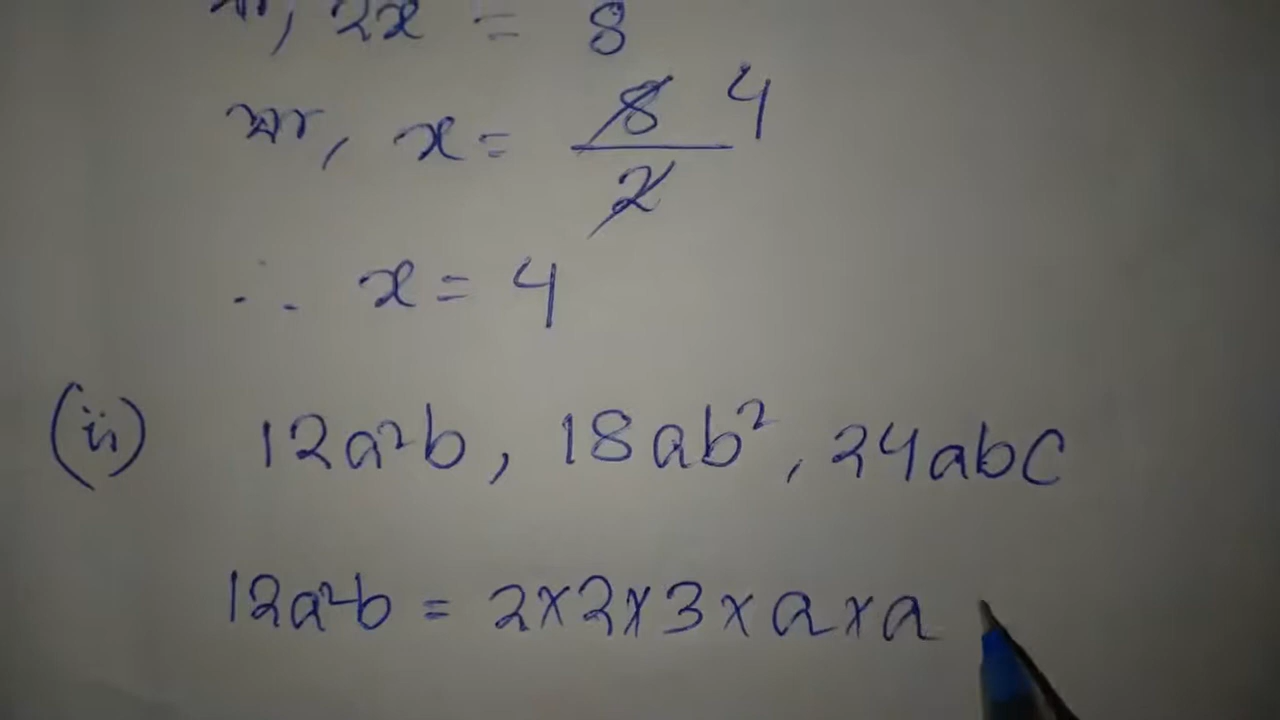 2x = 8
বা, x = 8/2 4
∴ x = 4
(ii) 12a²b, 18ab², 24abc
12a²b = 2×2×3×a×a